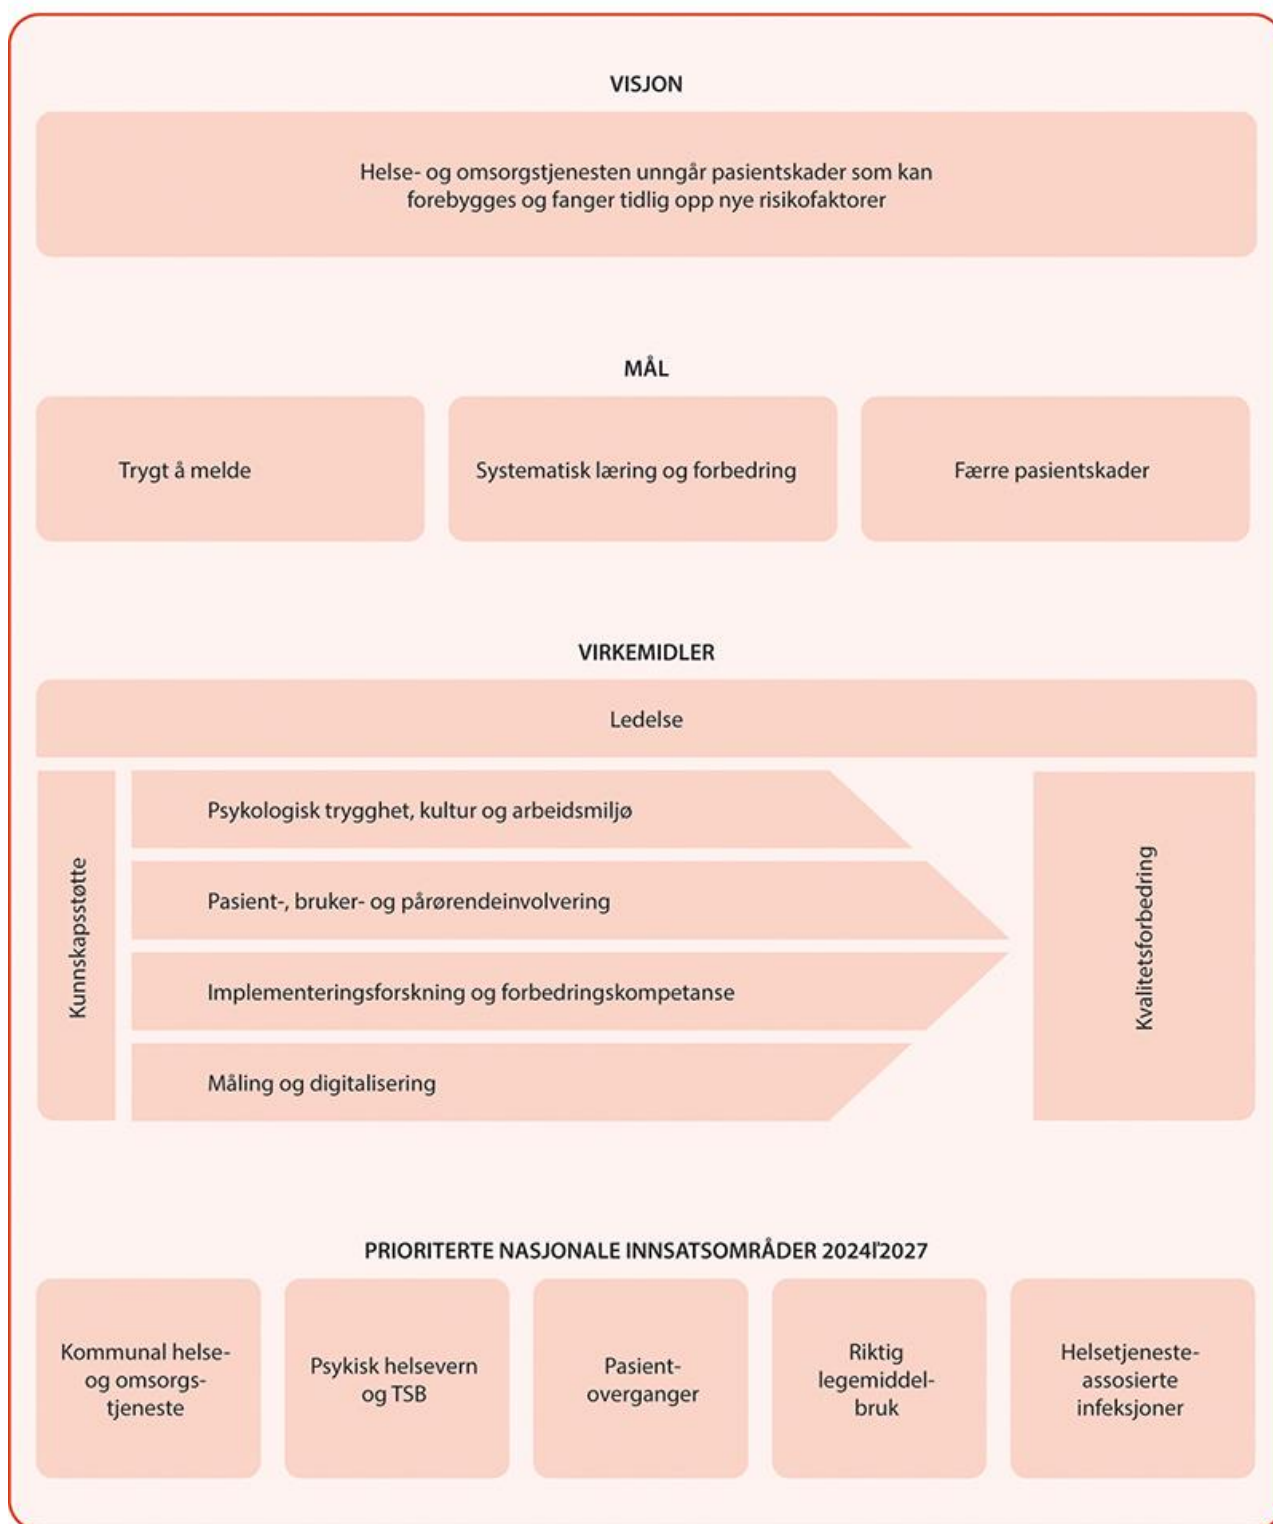 VISJON
Helse- og omsorgstjenesten unngår pasientskader som kan
forebygges og fanger tidlig opp nye risikofaktorer
MÅL
Trygt å melde
Systematisk læring og forbedring
Færre pasientskader
VIRKEMIDLER
Ledelse
Kunnskapsstøtte
Psykologisk trygghet, kultur og arbeidsmiljø
Pasient-, bruker- og pårørendeinvolvering
Implementeringsforskning og forbedringskompetanse
Måling og digitalisering
Kvalitetsforbedring
PRIORITERTE NASJONALE INNSATSOMRÅDER 2024ľ2027
Kommunal helse-
og omsorgs-
tjeneste
Psykisk helsevern
og TSB
Pasient-
overganger
Riktig
legemiddel-
bruk
Helsetjeneste-
assosierte
infeksjoner